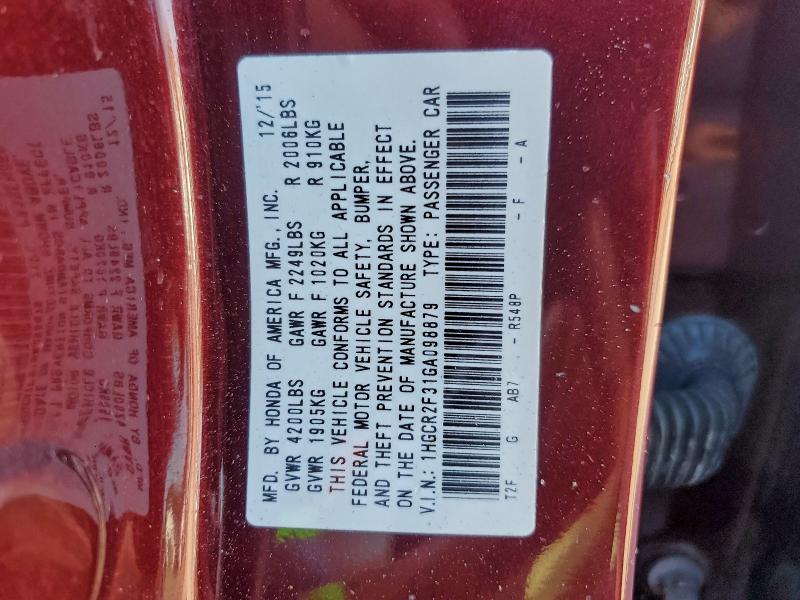 MFD. BY HONDA OF AMERICA MFG., INC. 12/'15
GVWR 4200LBS GAWR F 2249LBS R 2006LBS
GVWR 1905KG GAWR F 1020KG R 910KG
THIS VEHICLE CONFORMS TO ALL APPLICABLE
FEDERAL MOTOR VEHICLE SAFETY, BUMPER,
AND THEFT PREVENTION STANDARDS IN EFFECT
ON THE DATE OF MANUFACTURE SHOWN ABOVE.
V.I.N.: 1HGCR2F31GA098879 TYPE: PASSENGER CAR
T2F G AB7 - R548P - F - A